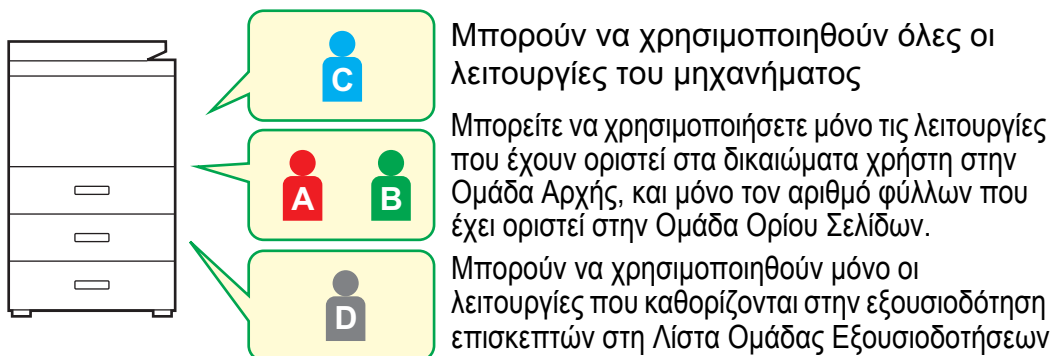 C
Μπορούν να χρησιμοποιηθούν όλες οι
λειτουργίες του μηχανήματος
A B
Μπορείτε να χρησιμοποιήσετε μόνο τις λειτουργίες
που έχουν οριστεί στα δικαιώματα χρήστη στην
Ομάδα Αρχής, και μόνο τον αριθμό φύλλων που
έχει οριστεί στην Ομάδα Ορίου Σελίδων.
D
Μπορούν να χρησιμοποιηθούν μόνο οι
λειτουργίες που καθορίζονται στην εξουσιοδότηση
επισκεπτών στη Λίστα Ομάδας Εξουσιοδοτήσεων